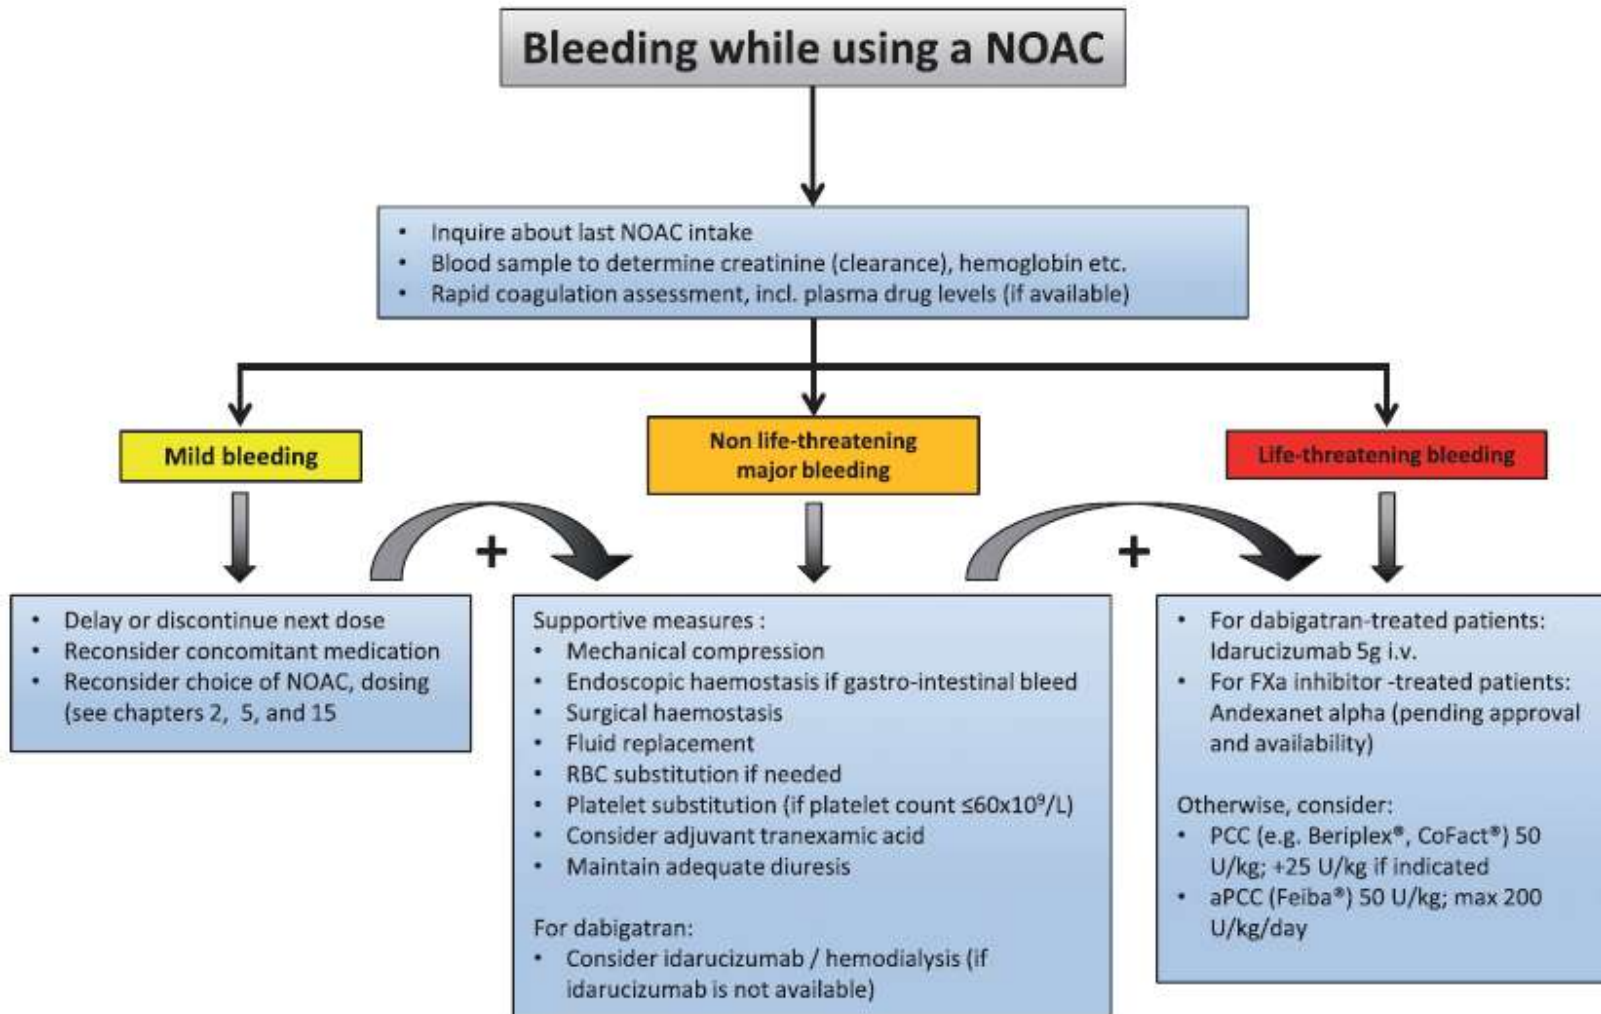 Bleeding while using a NOAC
• Inquire about last NOAC intake
• Blood sample to determine creatinine (clearance), hemoglobin etc.
• Rapid coagulation assessment, incl. plasma drug levels (if available)
Mild bleeding
Non life-threatening
major bleeding
Life-threatening bleeding
+
+
• Delay or discontinue next dose
• Reconsider concomitant medication
• Reconsider choice of NOAC, dosing
(see chapters 2, 5, and 15
Supportive measures :
• Mechanical compression
• Endoscopic haemostasis if gastro-intestinal bleed
• Surgical haemostasis
• Fluid replacement
• RBC substitution if needed
• Platelet substitution (if platelet count ≤60x10⁹/L)
• Consider adjuvant tranexamic acid
• Maintain adequate diuresis
For dabigatran:
• Consider idarucizumab / hemodialysis (if
idarucizumab is not available)
• For dabigatran-treated patients:
Idarucizumab 5g i.v.
• For FXa inhibitor -treated patients:
Andexanet alpha (pending approval
and availability)
Otherwise, consider:
• PCC (e.g. Beriplex®, CoFact®) 50
U/kg; +25 U/kg if indicated
• aPCC (Feiba®) 50 U/kg; max 200
U/kg/day